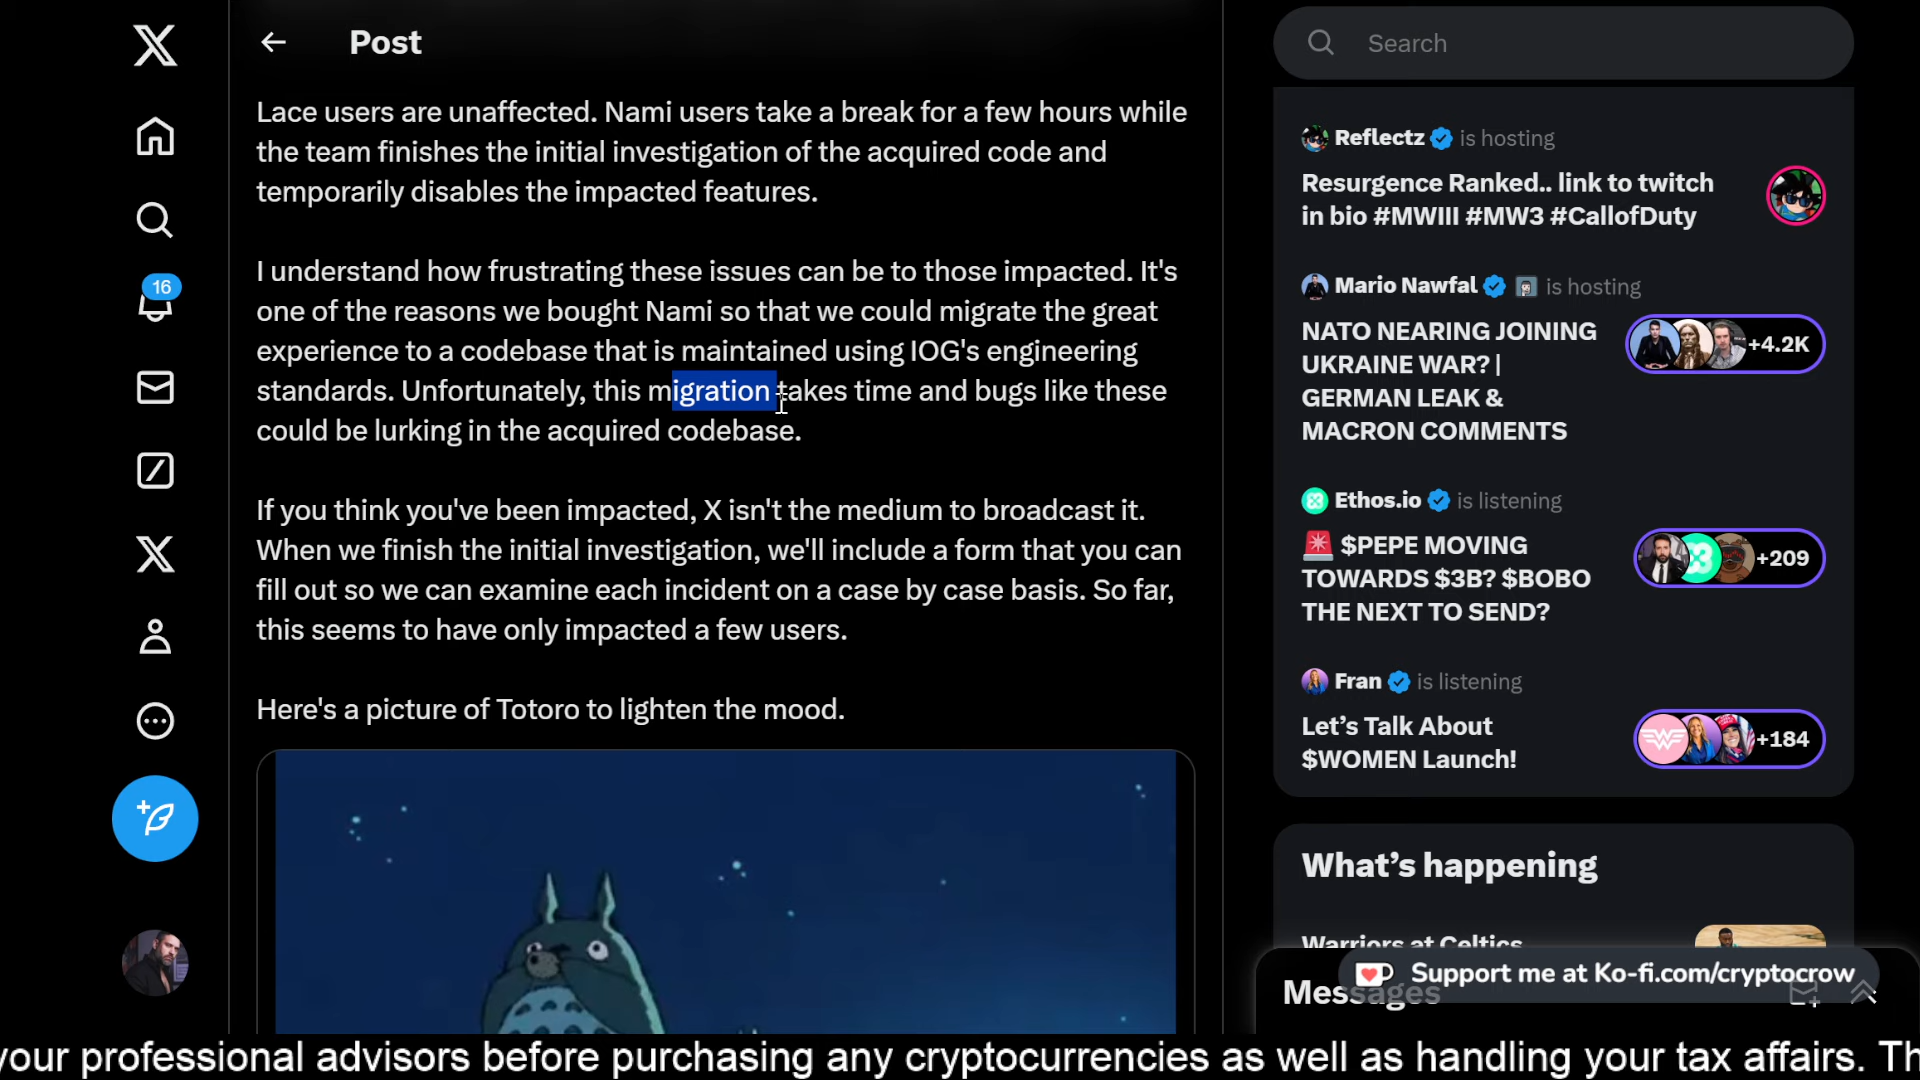 Post
Lace users are unaffected. Nami users take a break for a few hours while
the team finishes the initial investigation of the acquired code and
temporarily disables the impacted features.
I understand how frustrating these issues can be to those impacted. It's
one of the reasons we bought Nami so that we could migrate the great
experience to a codebase that is maintained using IOG's engineering
standards. Unfortunately, this migration takes time and bugs like these
could be lurking in the acquired codebase.
If you think you've been impacted, X isn't the medium to broadcast it.
When we finish the initial investigation, we'll include a form that you can
fill out so we can examine each incident on a case by case basis. So far,
this seems to have only impacted a few users.
Here's a picture of Totoro to lighten the mood.
16
Search
Reflectz is hosting
Resurgence Ranked.. link to twitch
in bio #MWIII #MW3 #CallofDuty
Mario Nawfal is hosting
NATO NEARING JOINING
UKRAINE WAR? |
GERMAN LEAK &
MACRON COMMENTS
+4.2K
Ethos.io is listening
🚨 $PEPE MOVING
TOWARDS $3B? $BOBO
THE NEXT TO SEND?
+209
Fran is listening
Let’s Talk About
$WOMEN Launch!
+184
What’s happening
Warriors at Celtics
Support me at Ko-fi.com/cryptocrow
Messages
your professional advisors before purchasing any cryptocurrencies as well as handling your tax affairs. Th